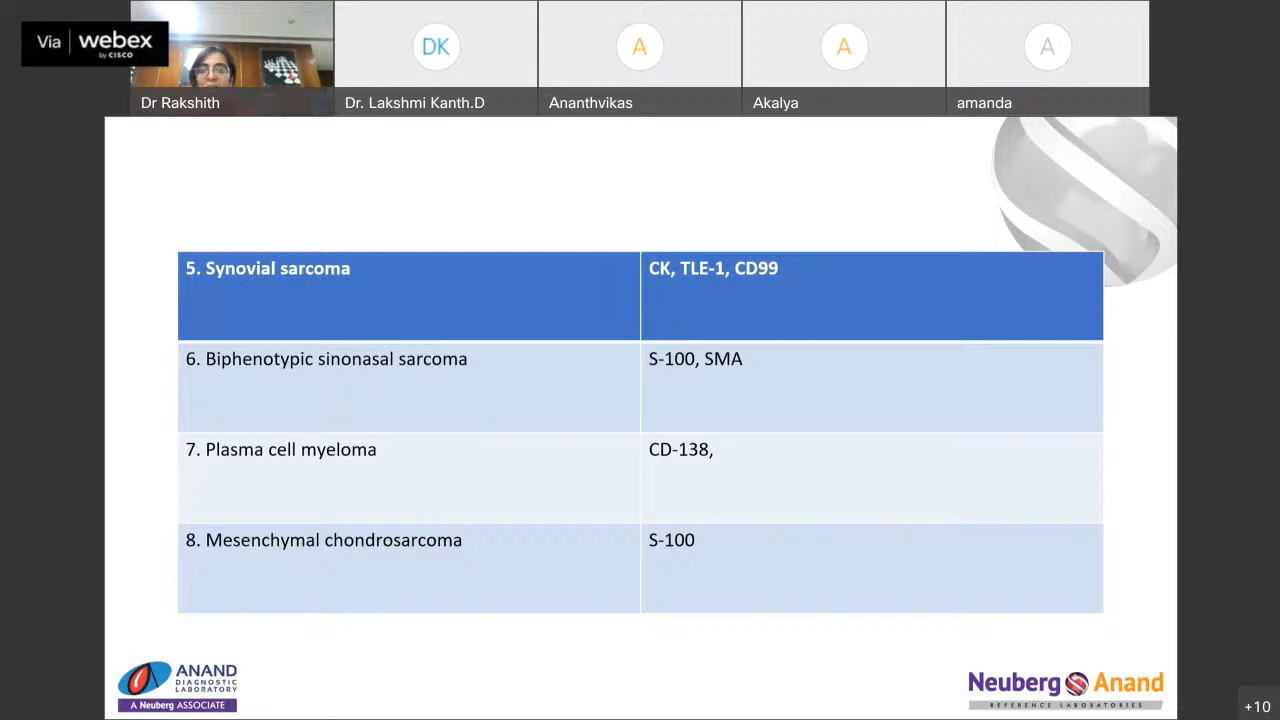 Via webex
by CISCO
DK
A
A
A
Dr Rakshith
Dr. Lakshmi Kanth.D
Ananthvikas
Akalya
amanda
5. Synovial sarcoma
CK, TLE-1, CD99
6. Biphenotypic sinonasal sarcoma
S-100, SMA
7. Plasma cell myeloma
CD-138,
8. Mesenchymal chondrosarcoma
S-100
ANAND
DIAGNOSTIC
LABORATORY
A Neuberg ASSOCIATE
Neuberg Anand
REFERENCE LABORATORIES
+10